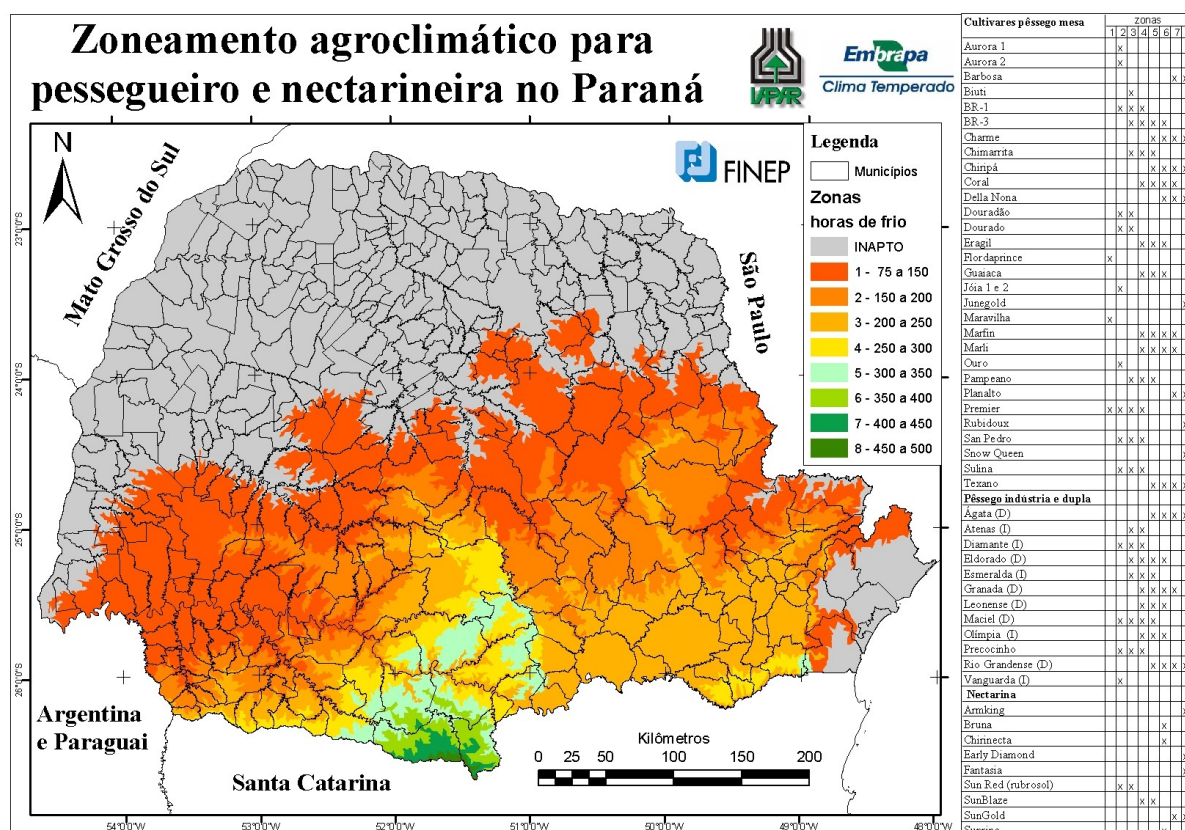 Zoneamento agroclimático para
pessegueiro e nectarineira no Paraná
IAPAR
Embrapa
Clima Temperado
FINEP
N
Mato Grosso do Sul
São Paulo
Argentina
e Paraguai
Santa Catarina
Legenda
Municípios
Zonas
horas de frio
INAPTO
1 - 75 a 150
2 - 150 a 200
3 - 200 a 250
4 - 250 a 300
5 - 300 a 350
6 - 350 a 400
7 - 400 a 450
8 - 450 a 500
Kilômetros
0 25 50 100 150 200
23°0'0"S
24°0'0"S
25°0'0"S
26°0'0"S
54°0'0"W
53°0'0"W
52°0'0"W
51°0'0"W
50°0'0"W
49°0'0"W
48°0'0"W
Cultivares pêssego mesa zonas
1 2 3 4 5 6 7
Aurora 1 x
Aurora 2 x
Barbosa x x
Biuti x
BR-1 x x x
BR-3 x x x x
Charme x x x x
Chimarrita x x x
Chiripá x x x x
Coral x x x x
Della Nona x x x
Douradão x x
Dourado x x
Eragil x x x
Flordaprince x
Guaiaca x x x
Jóia 1 e 2 x
Junegold x
Maravilha x
Marfin x x x x
Marli x x x x
Ouro x
Pampeano x x x
Planalto x x
Premier x x x x
Rubidoux x
San Pedro x x x
Snow Queen x
Sulina x x x
Texano x x x x
Pêssego indústria e dupla
Ágata (D) x x x x
Atenas (I) x x
Diamante (I) x x x
Eldorado (D) x x x x
Esmeralda (I) x x x
Granada (D) x x x x
Leonense (D) x x x
Maciel (D) x x x x
Olímpia (I) x x x
Precocinho x x x
Rio Grandense (D) x x x x
Vanguarda (I) x
Nectarina
Armking x
Bruna x
Chirinecta x
Early Diamond x
Fantasia x
Sun Red (rubrosol) x x
SunBlaze x x
SunGold x x